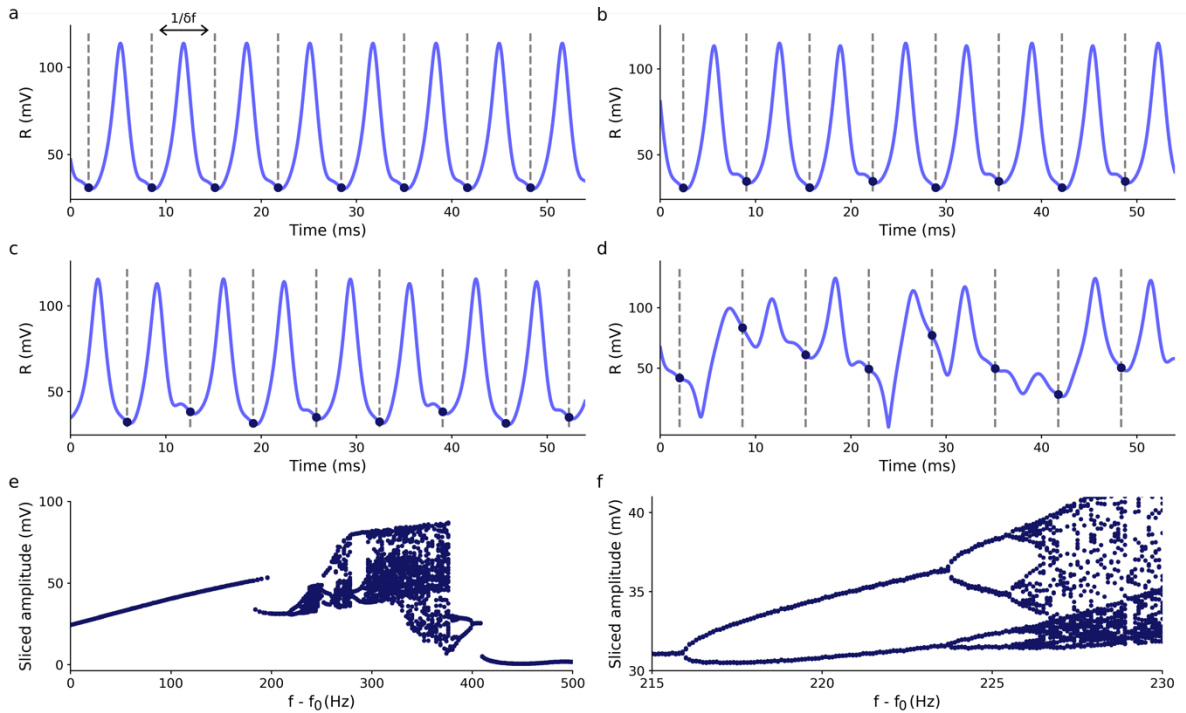 a
1/δf
R (mV)
100
50
0 10 20 30 40 50
Time (ms)
b
R (mV)
100
50
0 10 20 30 40 50
Time (ms)
c
R (mV)
100
50
0 10 20 30 40 50
Time (ms)
d
R (mV)
100
50
0 10 20 30 40 50
Time (ms)
e
Sliced amplitude (mV)
100
50
0
0 100 200 300 400 500
f - f₀(Hz)
f
Sliced amplitude (mV)
40
35
30
215 220 225 230
f - f₀(Hz)